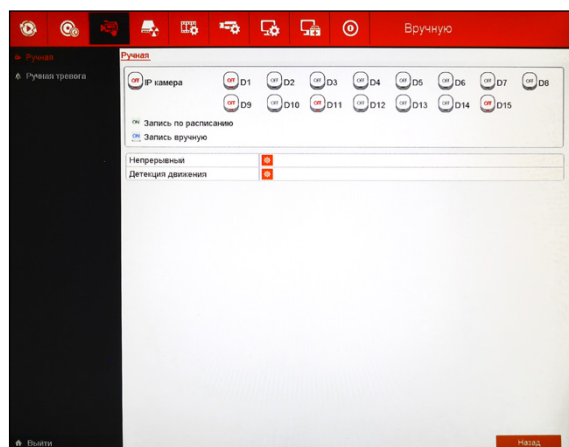 Вручную
Ручная
Ручная тревога
Ручная
OFF IP камера OFF D1 OFF D2 OFF D3 OFF D4 OFF D5 OFF D6 OFF D7 OFF D8
OFF D9 OFF D10 OFF D11 OFF D12 OFF D13 OFF D14 OFF D15
ON Запись по расписанию
ON Запись вручную
Непрерывный
Детекция движения
Выйти
Назад